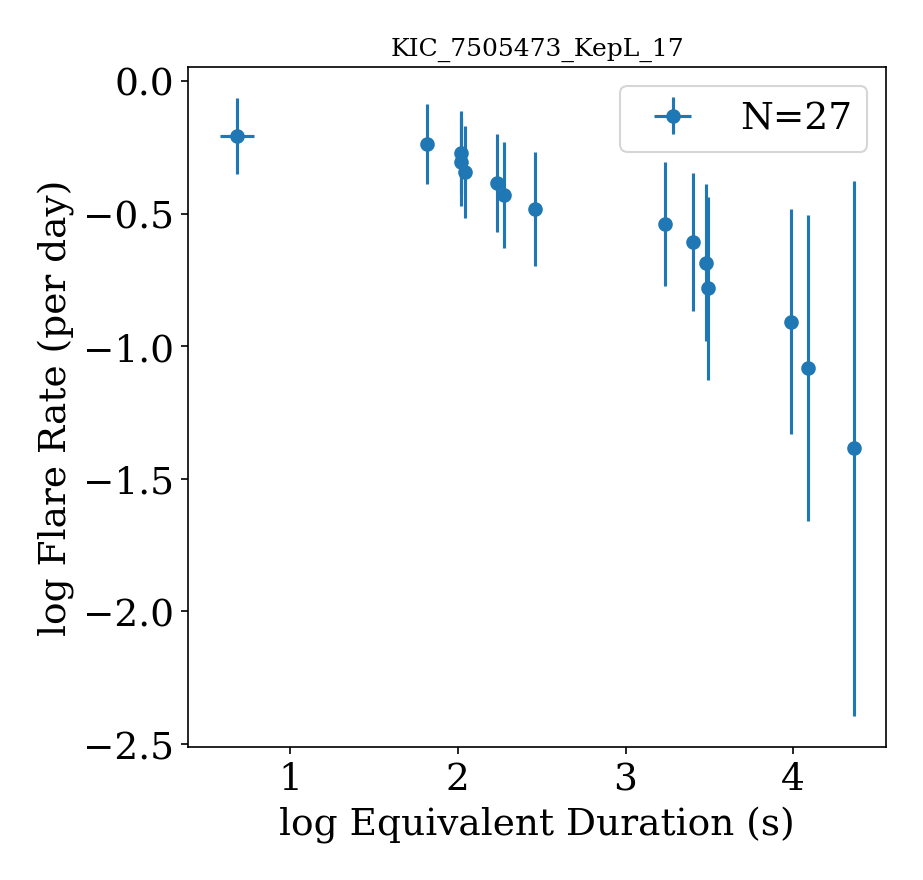 KIC_7505473_KepL_17
N=27
0.0
−0.5
−1.0
−1.5
−2.0
−2.5
log Flare Rate (per day)
1 2 3 4
log Equivalent Duration (s)